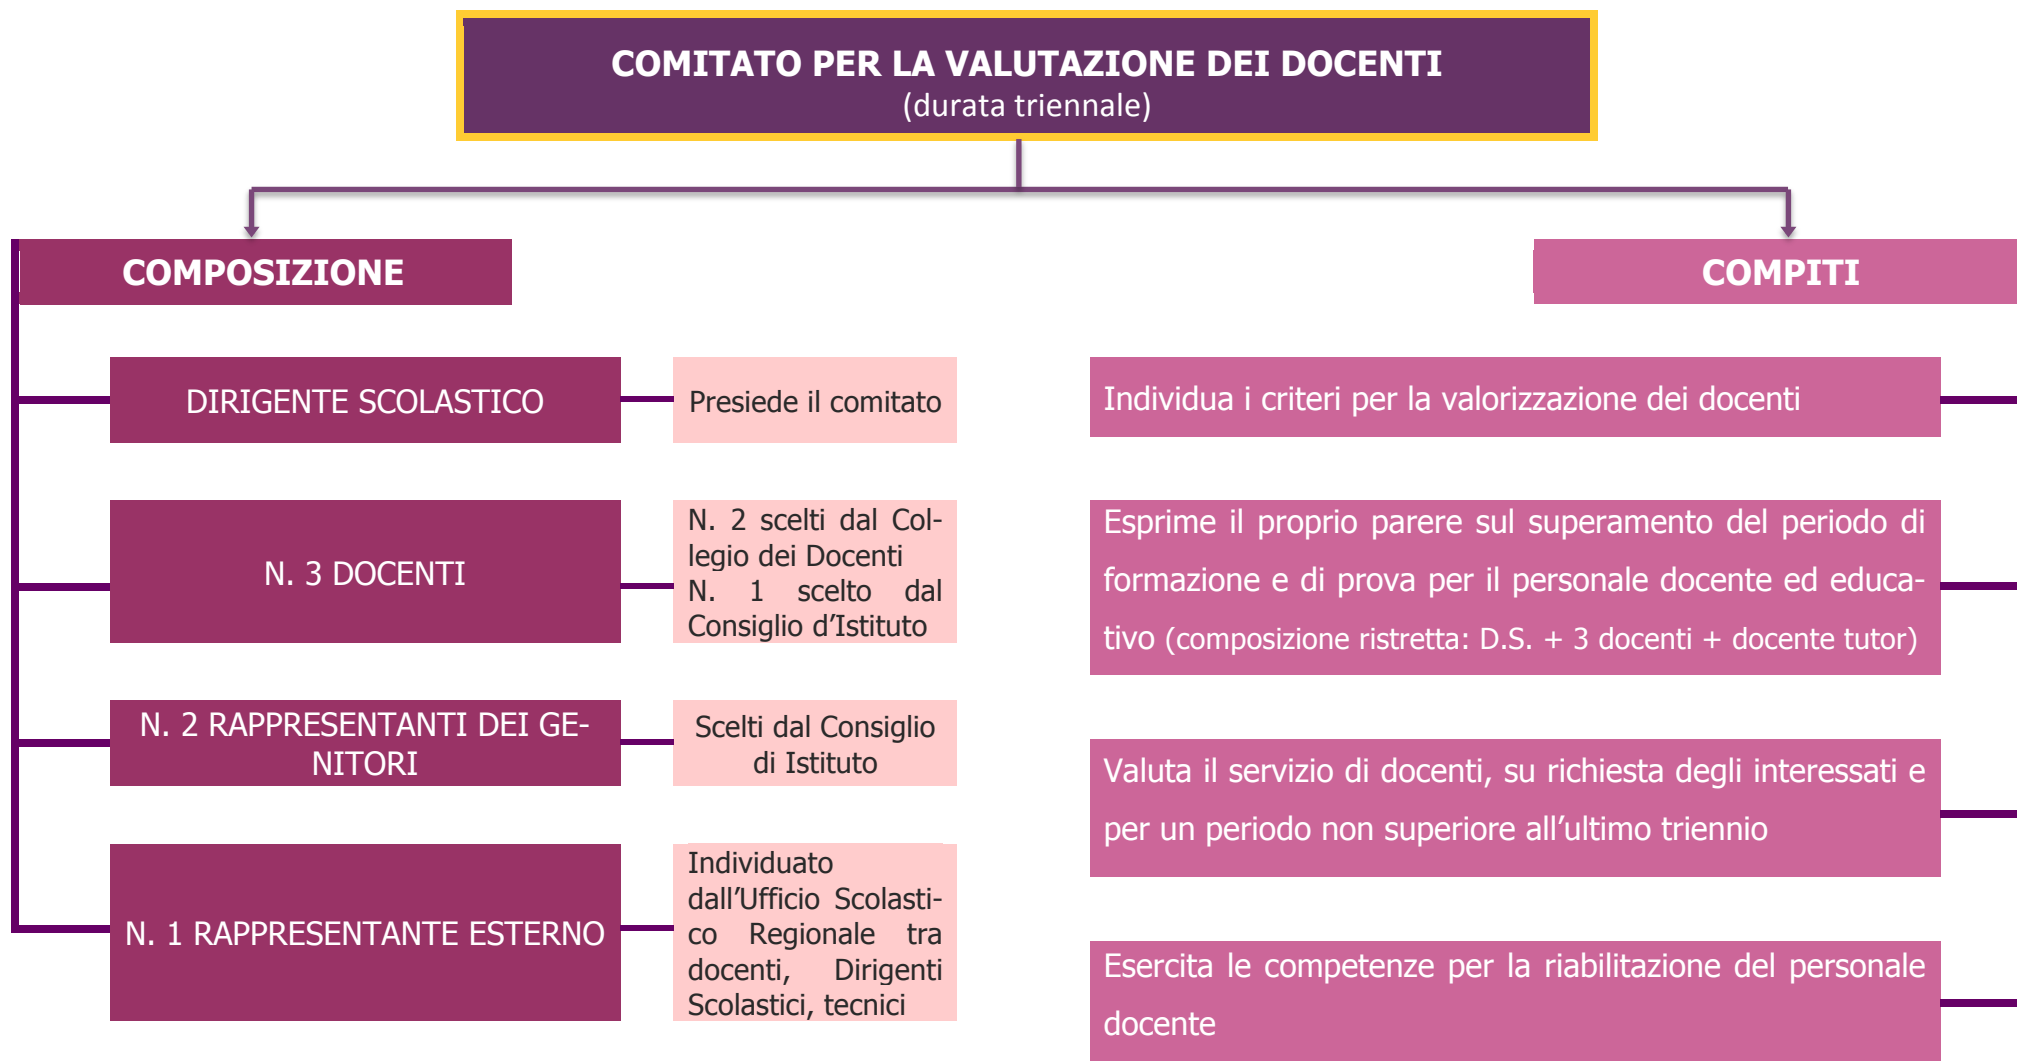 COMITATO PER LA VALUTAZIONE DEI DOCENTI
(durata triennale)
COMPOSIZIONE
DIRIGENTE SCOLASTICO
Presiede il comitato
N. 3 DOCENTI
N. 2 scelti dal Col-
legio dei Docenti
N. 1 scelto dal
Consiglio d’Istituto
N. 2 RAPPRESENTANTI DEI GE-
NITORI
Scelti dal Consiglio
di Istituto
N. 1 RAPPRESENTANTE ESTERNO
Individuato
dall’Ufficio Scolasti-
co Regionale tra
docenti, Dirigenti
Scolastici, tecnici
COMPITI
Individua i criteri per la valorizzazione dei docenti
Esprime il proprio parere sul superamento del periodo di
formazione e di prova per il personale docente ed educa-
tivo (composizione ristretta: D.S. + 3 docenti + docente tutor)
Valuta il servizio di docenti, su richiesta degli interessati e
per un periodo non superiore all’ultimo triennio
Esercita le competenze per la riabilitazione del personale
docente